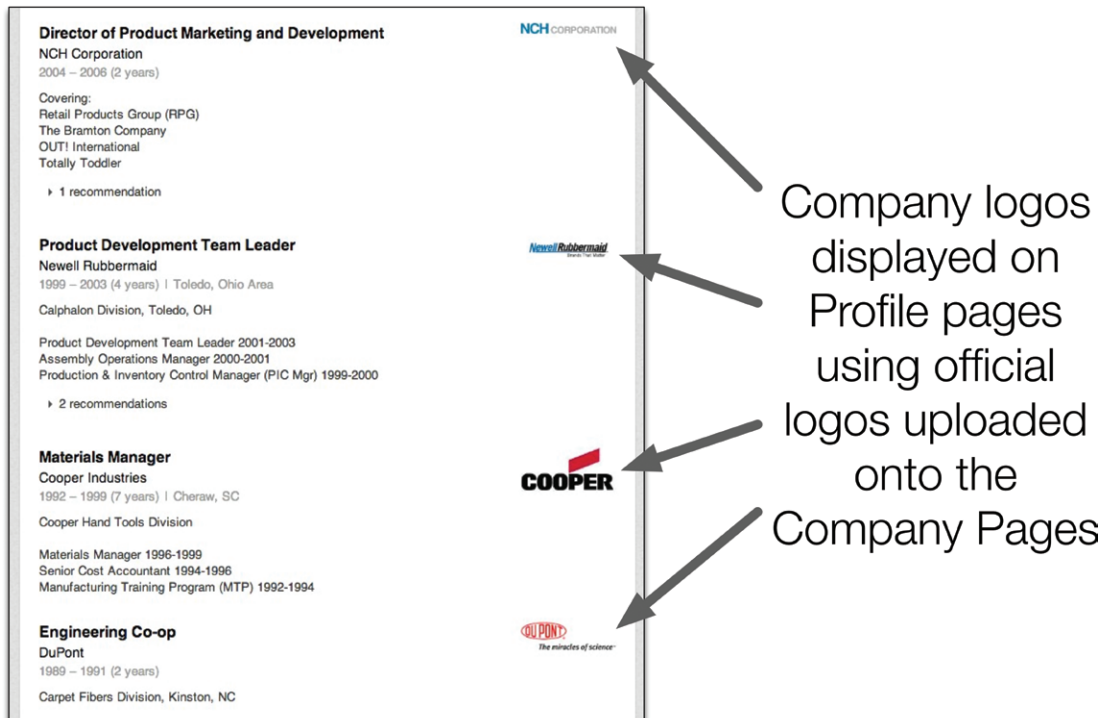 Director of Product Marketing and Development
NCH Corporation
2004 – 2006 (2 years)
Covering:
Retail Products Group (RPG)
The Bramton Company
OUT! International
Totally Toddler
1 recommendation
NCH CORPORATION
Product Development Team Leader
Newell Rubbermaid
1999 – 2003 (4 years) | Toledo, Ohio Area
Calphalon Division, Toledo, OH
Product Development Team Leader 2001-2003
Assembly Operations Manager 2000-2001
Production & Inventory Control Manager (PIC Mgr) 1999-2000
2 recommendations
NewellRubbermaid
Brands That Matter
Materials Manager
Cooper Industries
1992 – 1999 (7 years) | Cheraw, SC
Cooper Hand Tools Division
Materials Manager 1996-1999
Senior Cost Accountant 1994-1996
Manufacturing Training Program (MTP) 1992-1994
COOPER
Engineering Co-op
DuPont
1989 – 1991 (2 years)
Carpet Fibers Division, Kinston, NC
DU PONT
The miracles of science™
Company logos
displayed on
Profile pages
using official
logos uploaded
onto the
Company Pages